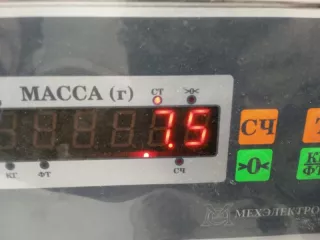 МАССА (г) СТ >0<
7.5
СЧ
КГ ФТ СЧ >0<
МЕХЭЛЕКТРО